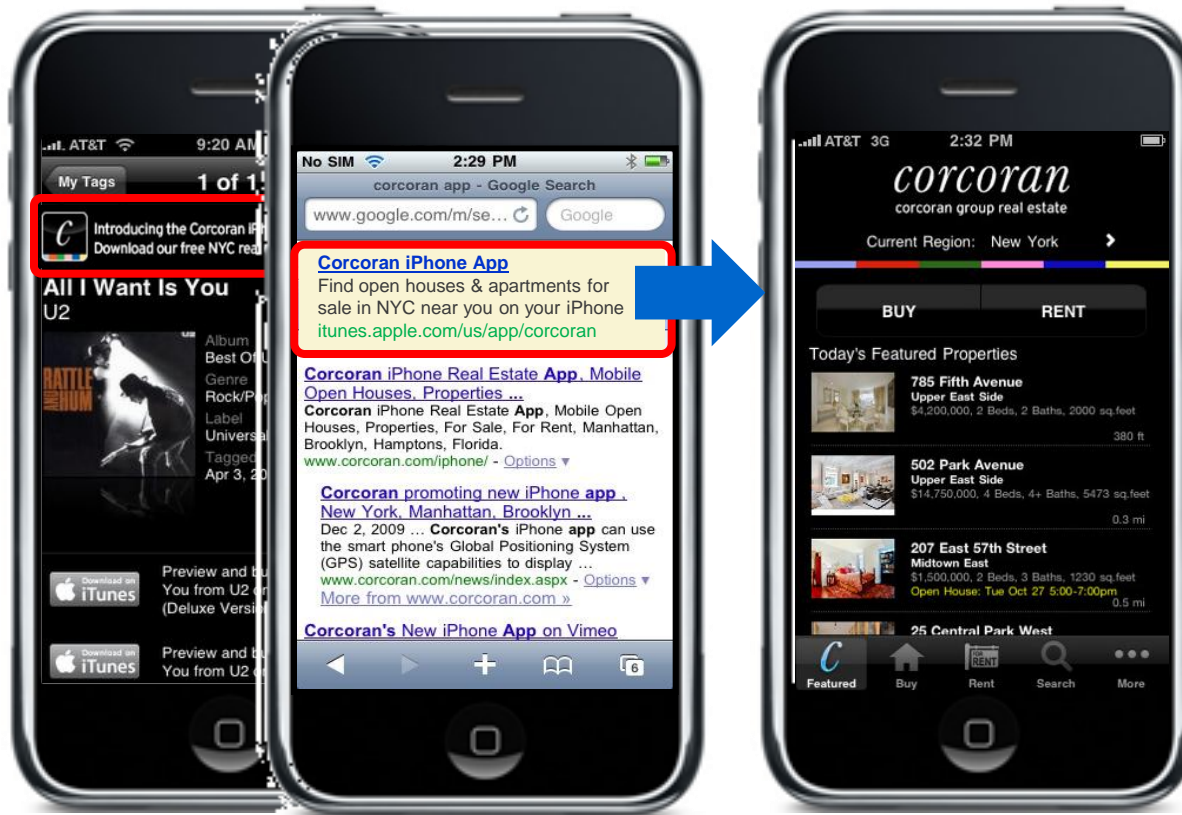 AT&T 9:20 AM
My Tags 1 of 1
C Introducing the Corcoran iP
Download our free NYC rea
All I Want Is You
U2
RATTLE
AND HUM
Album
Best Of U
Genre
Rock/Pop
Label
Universa
Tagged
Apr 3, 20
Download on
iTunes
Preview and bu
You from U2 o
(Deluxe Versio
Download on
iTunes
Preview and bu
You from U2 o
No SIM 2:29 PM
corcoran app - Google Search
www.google.com/m/se... Google
Corcoran iPhone App
Find open houses & apartments for
sale in NYC near you on your iPhone
itunes.apple.com/us/app/corcoran
Corcoran iPhone Real Estate App, Mobile
Open Houses, Properties ...
Corcoran iPhone Real Estate App, Mobile Open
Houses, Properties, For Sale, For Rent, Manhattan,
Brooklyn, Hamptons, Florida.
www.corcoran.com/iphone/ - Options ▼
Corcoran promoting new iPhone app ,
New York, Manhattan, Brooklyn ...
Dec 2, 2009 … Corcoran's iPhone app can use
the smart phone's Global Positioning System
(GPS) satellite capabilities to display …
www.corcoran.com/news/index.aspx - Options ▼
More from www.corcoran.com »
Corcoran's New iPhone App on Vimeo
6
AT&T 3G 2:32 PM
corcoran
corcoran group real estate
Current Region: New York
BUY RENT
Today's Featured Properties
785 Fifth Avenue
Upper East Side
$4,200,000, 2 Beds, 2 Baths, 2000 sq.feet
380 ft
502 Park Avenue
Upper East Side
$14,750,000, 4 Beds, 4+ Baths, 5473 sq.feet
0.3 mi
207 East 57th Street
Midtown East
$1,500,000, 2 Beds, 3 Baths, 1230 sq.feet
Open House: Tue Oct 27 5:00-7:00pm
0.5 mi
25 Central Park West
C FOR RENT
Featured Buy Rent Search More